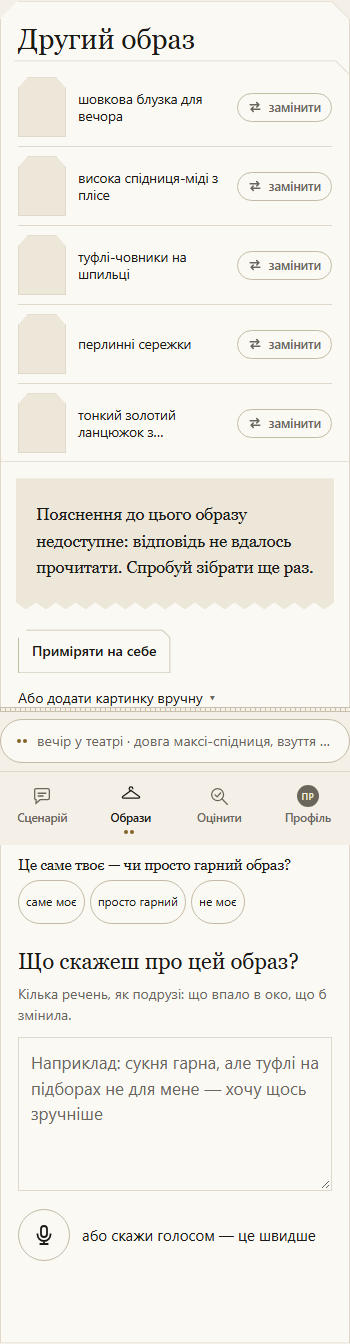 Другий образ
шовкова блузка для
вечора
замінити
висока спідниця-міді з
плісе
замінити
туфлі-човники на
шпильці
замінити
перлинні сережки
замінити
тонкий золотий
ланцюжок з...
замінити
Пояснення до цього образу
недоступне: відповідь не вдалось
прочитати. Спробуй зібрати ще раз.
Приміряти на себе
Або додати картинку вручну
вечір у театрі · довга максі-спідниця, взуття ...
Сценарій
Образи
Оцінити
ПР
Профіль
Це саме твоє — чи просто гарний образ?
саме моє
просто гарний
не моє
Що скажеш про цей образ?
Кілька речень, як подрузі: що впало в око, що б
змінила.
Наприклад: сукня гарна, але туфлі на
підборах не для мене — хочу щось
зручніше
або скажи голосом — це швидше